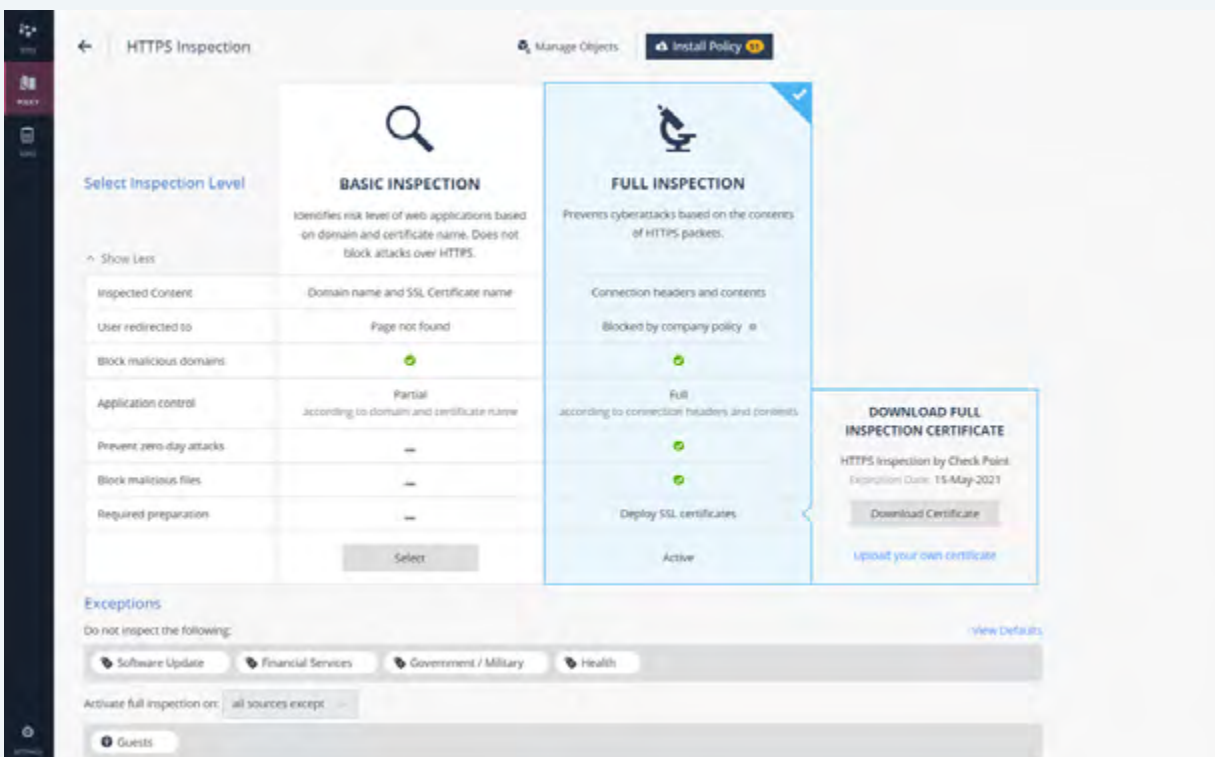 HTTPS Inspection
Manage Objects
Install Policy
POLICY
Select Inspection Level
BASIC INSPECTION
FULL INSPECTION
Identifies risk level of web applications based
on domain and certificate name. Does not
block attacks over HTTPS.
Prevents cyberattacks based on the contents
of HTTPS packets.
Show Less
Inspected Content
Domain name and SSL Certificate name
Connection headers and contents
User redirected to
Page not found
Blocked by company policy
Block malicious domains
Application control
Partial
according to domain and certificate name
Full
according to connection headers and contents
Prevent zero-day attacks
Block malicious files
Required preparation
Deploy SSL certificates
Select
Active
DOWNLOAD FULL
INSPECTION CERTIFICATE
HTTPS Inspection by Check Point
Expiration Date: 15-May-2021
Download Certificate
Upload your own certificate
Exceptions
Do not inspect the following:
View Defaults
Software Update
Financial Services
Government / Military
Health
Activate full inspection on: all sources except
Guests
SETTINGS